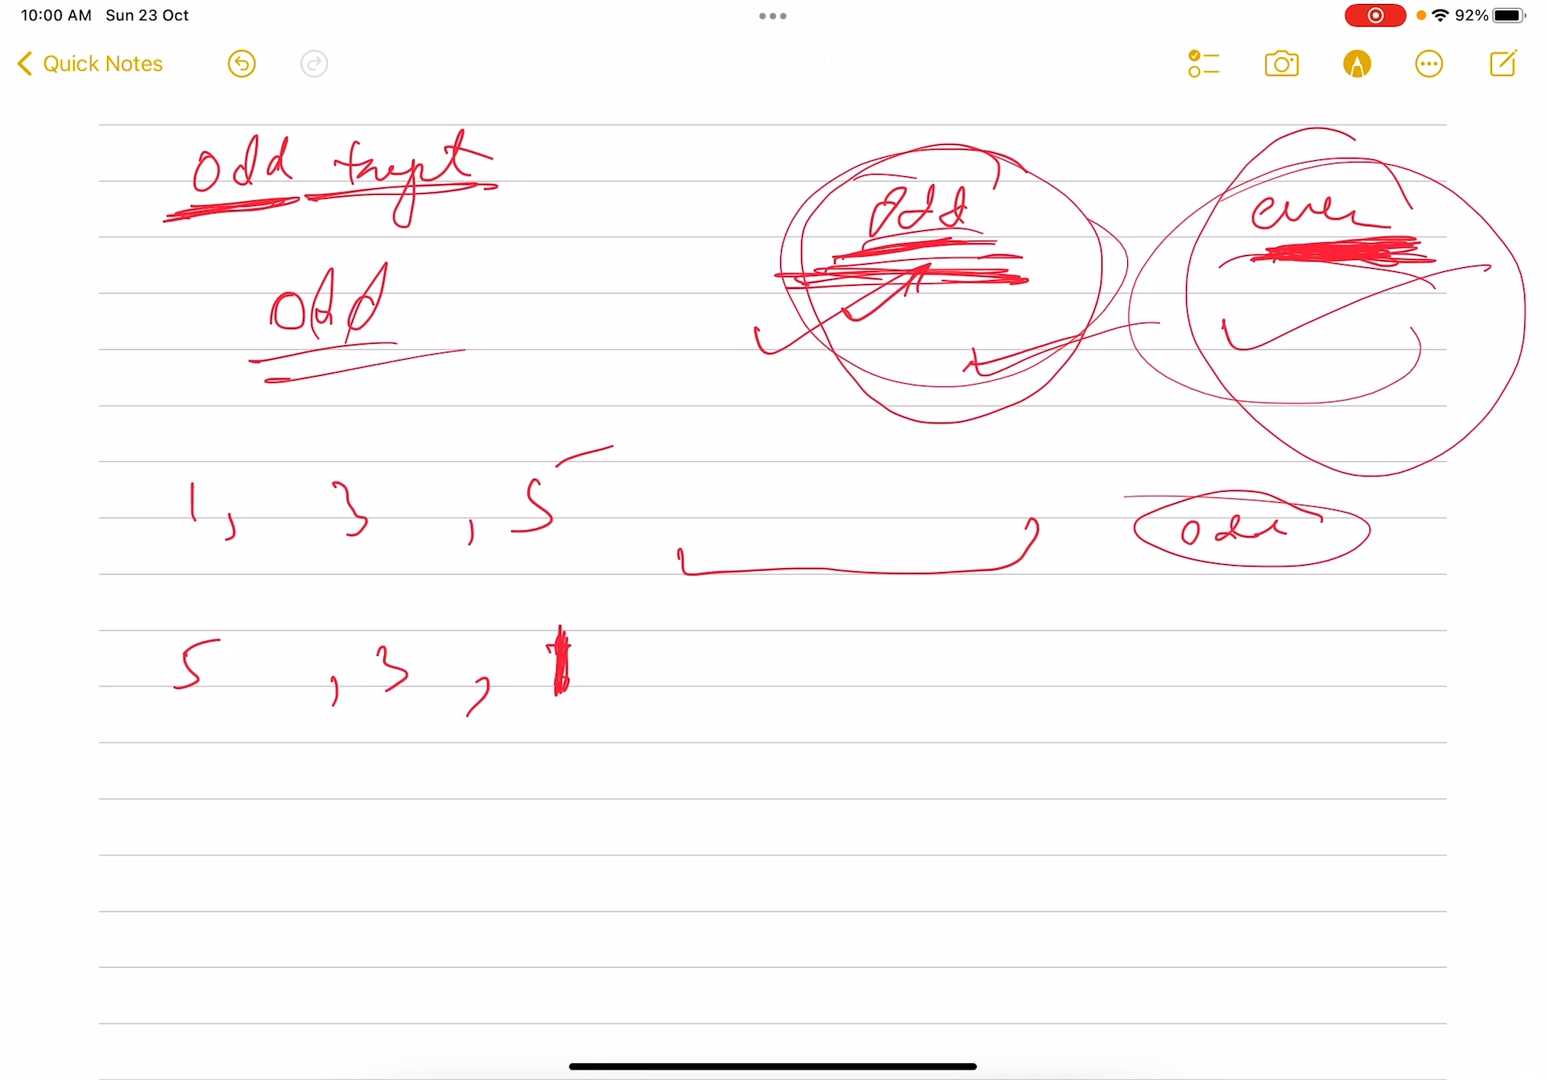 10:00 AM Sun 23 Oct
92%
Quick Notes
odd
odd even
odd
1, 3, 5
odd
5, 3, 1